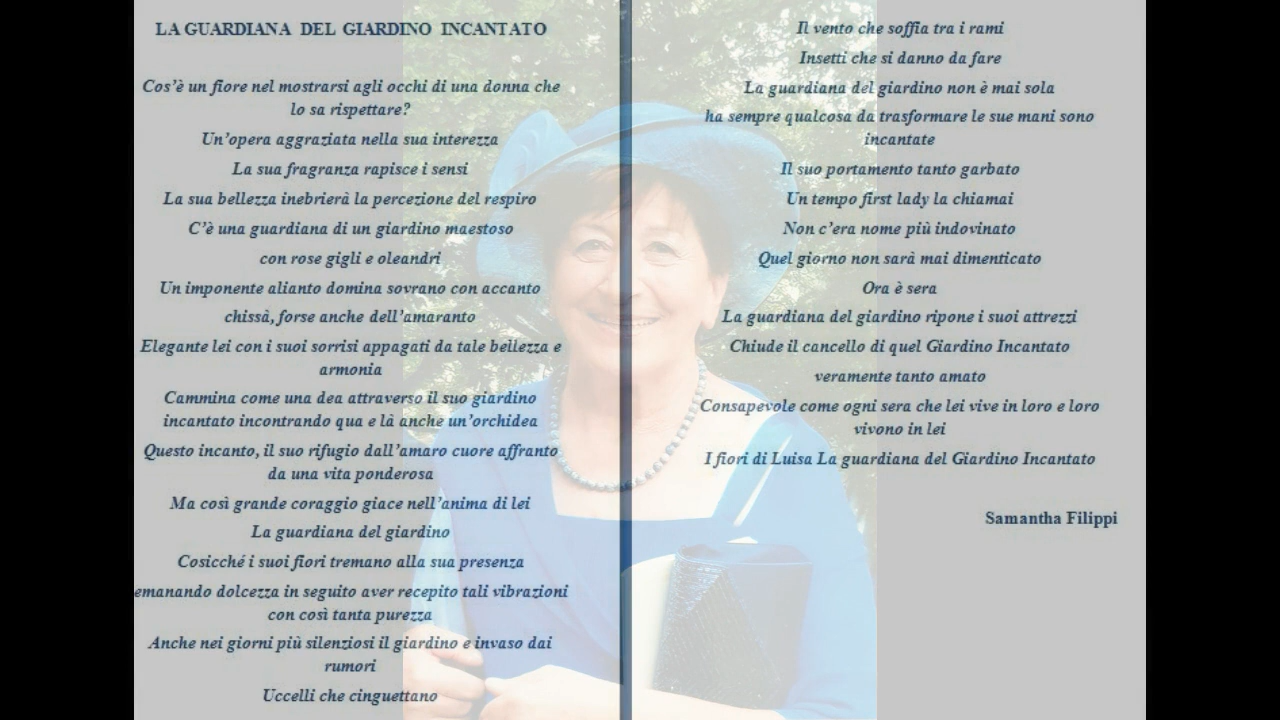 LA GUARDIANA DEL GIARDINO INCANTATO
Cos'è un fiore nel mostrarsi agli occhi di una donna che
lo sa rispettare?
Un'opera aggraziata nella sua interezza
La sua fragranza rapisce i sensi
La sua bellezza inebrierà la percezione del respiro
C'è una guardiana di un giardino maestoso
con rose gigli e oleandri
Un imponente alianto domina sovrano con accanto
chissà, forse anche dell'amaranto
Elegante lei con i suoi sorrisi appagati da tale bellezza e
armonia
Cammina come una dea attraverso il suo giardino
incantato incontrando qua e là anche un'orchidea
Questo incanto, il suo rifugio dall'amaro cuore affranto
da una vita ponderosa
Ma così grande coraggio giace nell'anima di lei
La guardiana del giardino
Cosicché i suoi fiori tremano alla sua presenza
emanando dolcezza in seguito aver recepito tali vibrazioni
con così tanta purezza
Anche nei giorni più silenziosi il giardino e invaso dai
rumori
Uccelli che cinguettano
Il vento che soffia tra i rami
Insetti che si danno da fare
La guardiana del giardino non è mai sola
ha sempre qualcosa da trasformare le sue mani sono
incantate
Il suo portamento tanto garbato
Un tempo first lady la chiamai
Non c'era nome più indovinato
Quel giorno non sarà mai dimenticato
Ora è sera
La guardiana del giardino ripone i suoi attrezzi
Chiude il cancello di quel Giardino Incantato
veramente tanto amato
Consapevole come ogni sera che lei vive in loro e loro
vivono in lei
I fiori di Luisa La guardiana del Giardino Incantato
Samantha Filippi